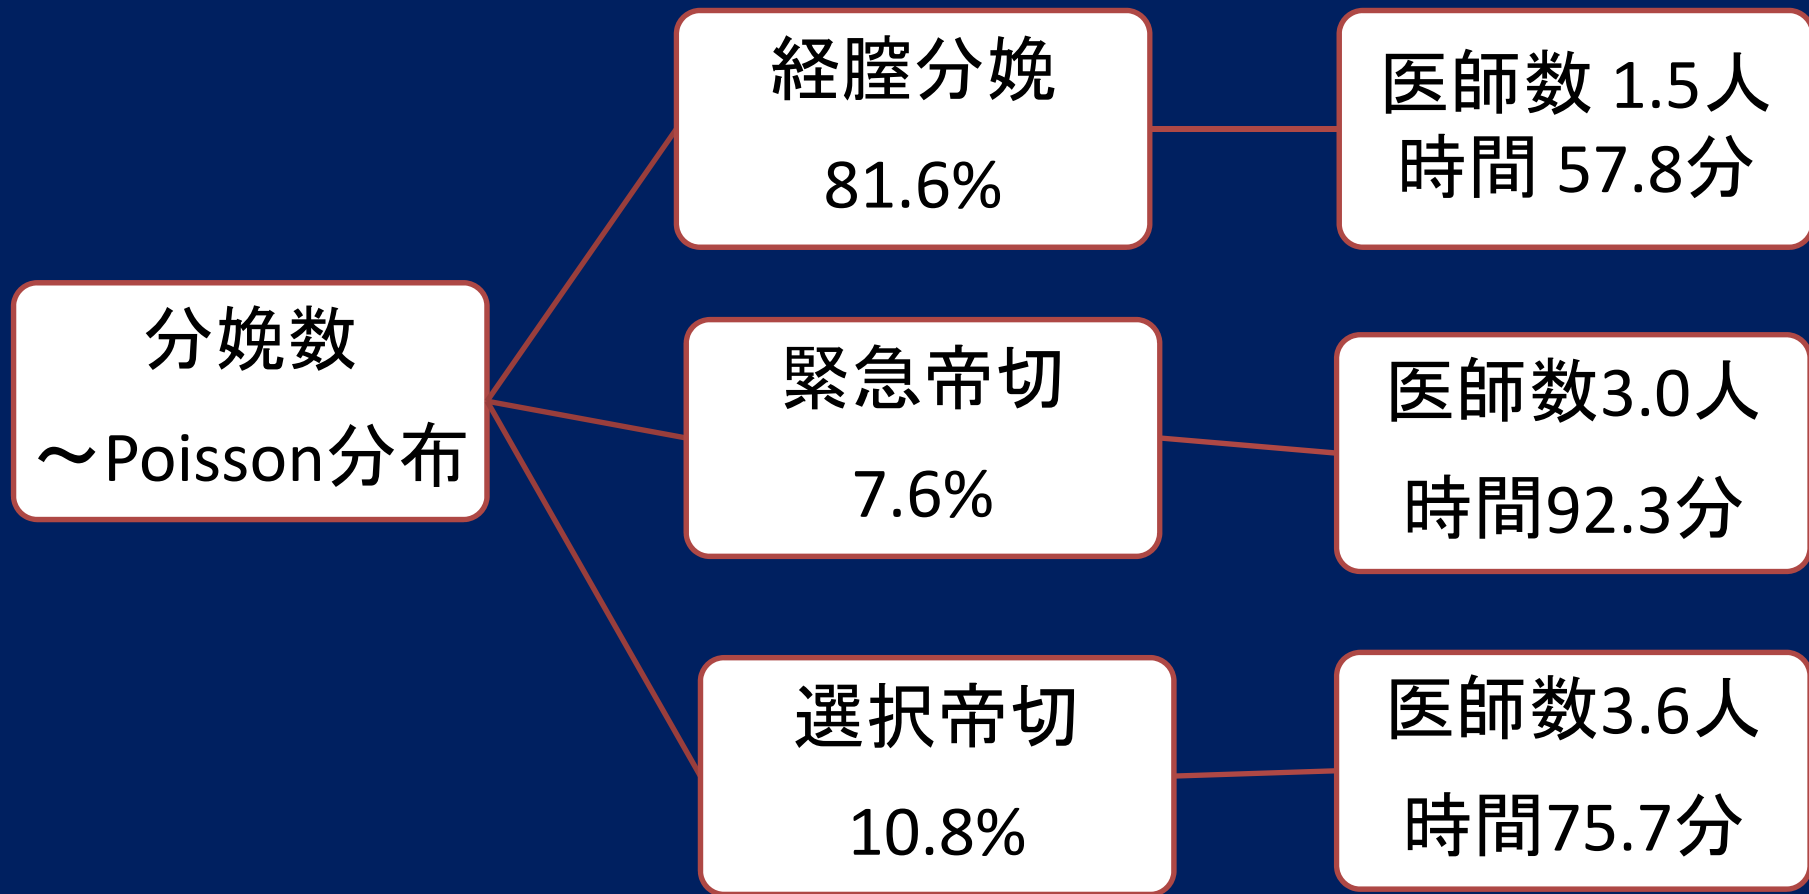 分娩数
～Poisson分布
経膣分娩
81.6%
医師数 1.5人
時間 57.8分
緊急帝切
7.6%
医師数3.0人
時間92.3分
選択帝切
10.8%
医師数3.6人
時間75.7分